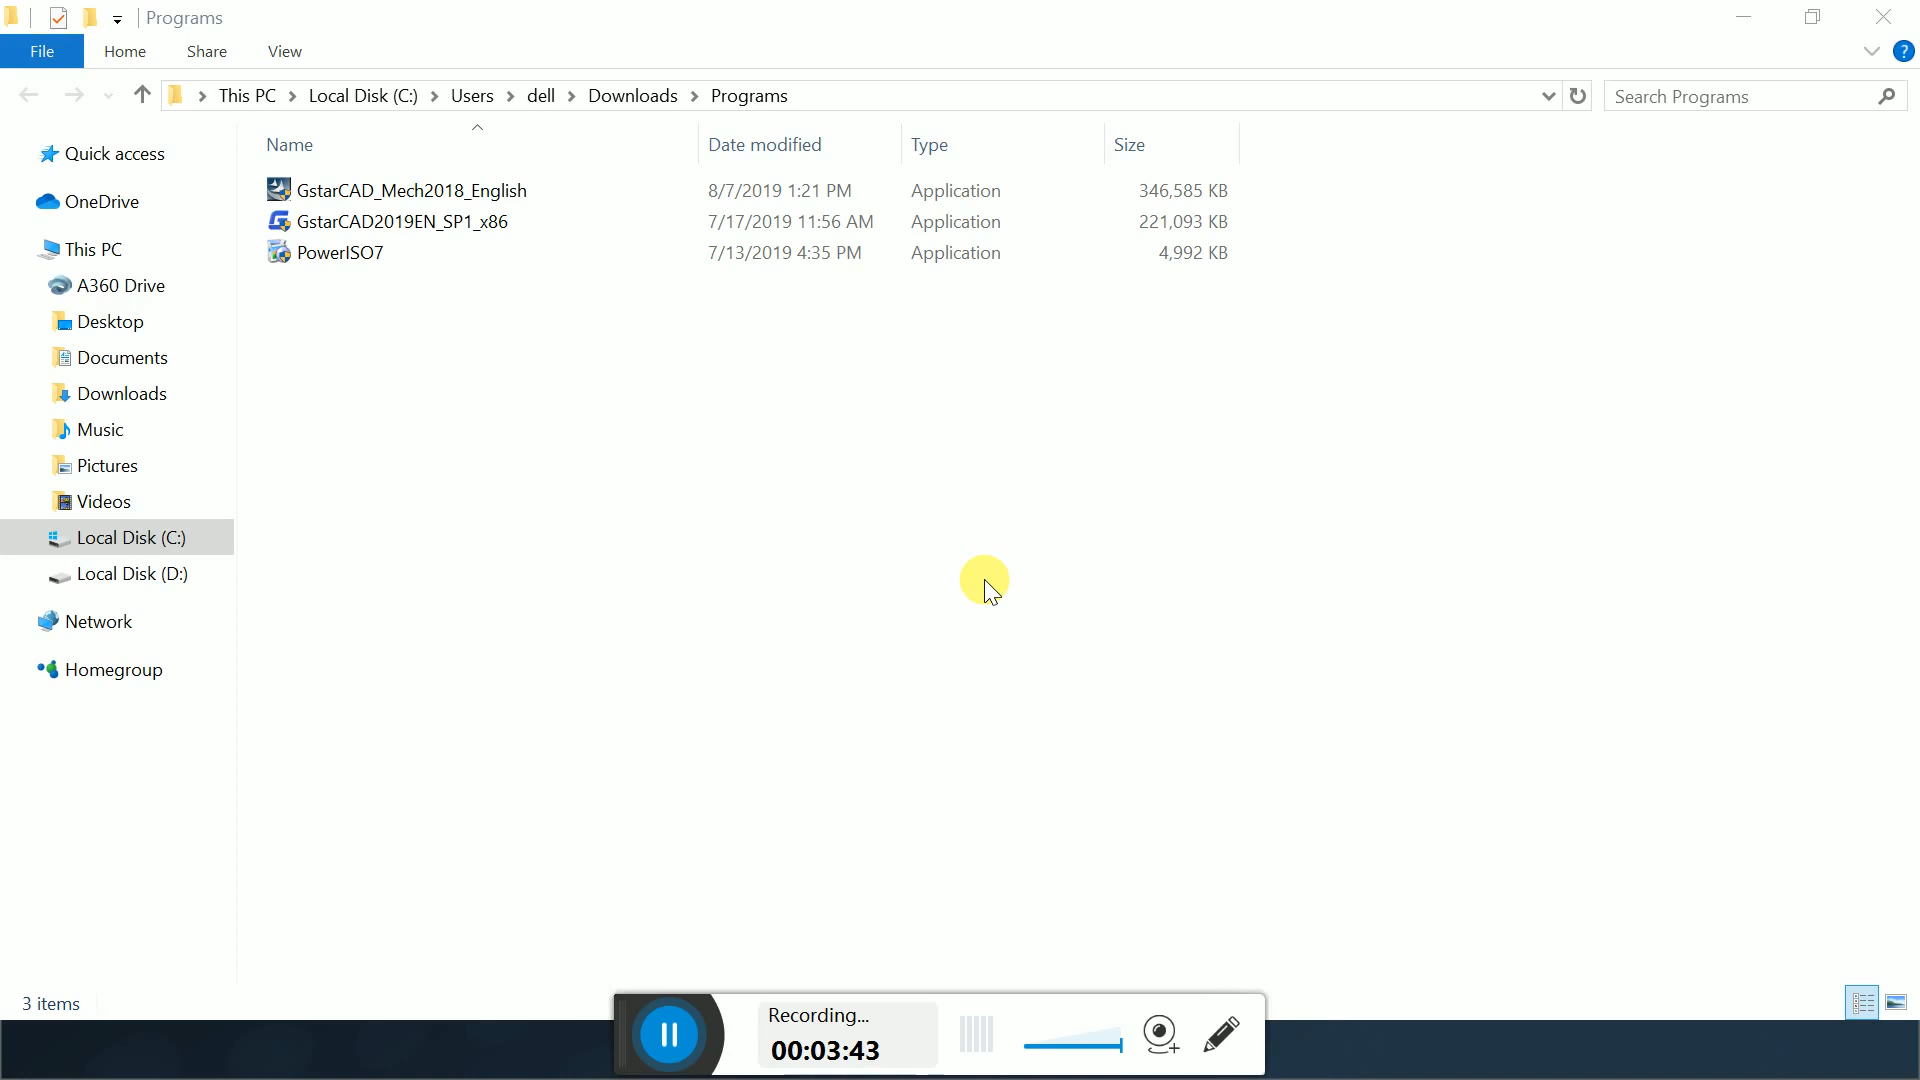 Programs
File Home Share View ?
This PC Local Disk (C:) Users dell Downloads Programs Search Programs
Name Date modified Type Size
GstarCAD_Mech2018_English 8/7/2019 1:21 PM Application 346,585 KB
GstarCAD2019EN_SP1_x86 7/17/2019 11:56 AM Application 221,093 KB
PowerISO7 7/13/2019 4:35 PM Application 4,992 KB
Quick access
OneDrive
This PC
A360 Drive
Desktop
Documents
Downloads
Music
Pictures
Videos
Local Disk (C:)
Local Disk (D:)
Network
Homegroup
3 items
Recording...
00:03:43